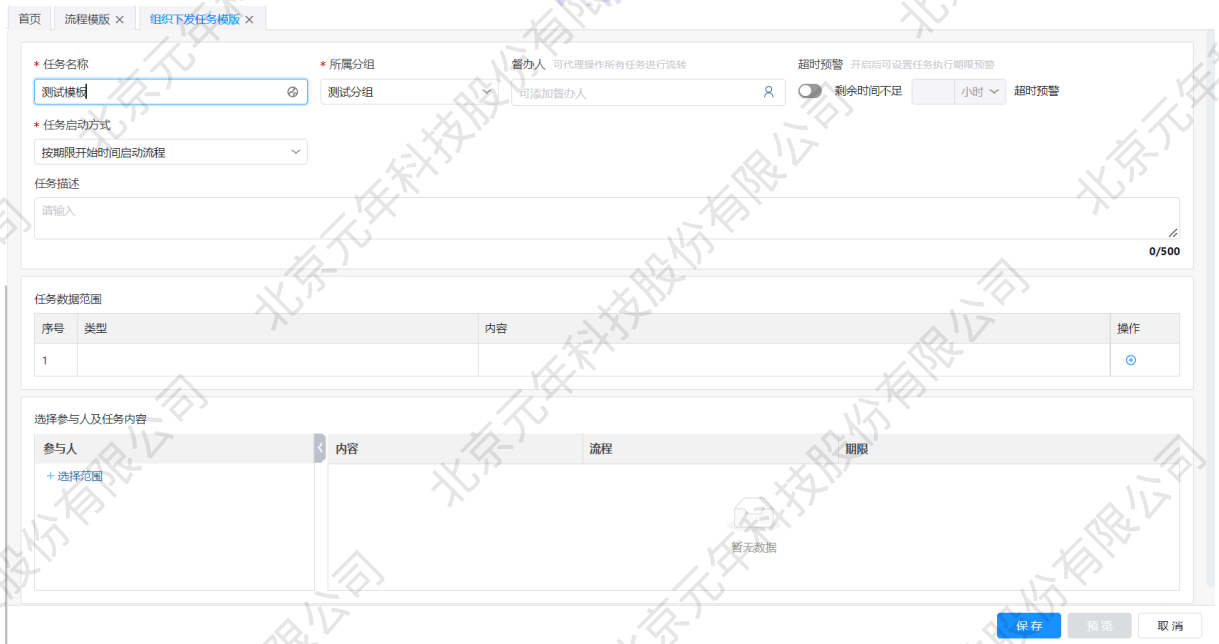 首页 流程模版 × 组织下发任务模版 ×
* 任务名称 * 所属分组 督办人 可代理操作所有任务进行流转 超时预警 开启后可设置任务执行期限预警
测试模板 测试分组 可添加督办人 剩余时间不足 小时 超时预警
* 任务启动方式
按期限开始时间启动流程
任务描述
请输入
0/500
任务数据范围
序号 类型 内容 操作
1
选择参与人及任务内容
参与人 内容 流程 期限
+ 选择范围
暂无数据
保存 预览 取消
北京元年科技股份有限公司